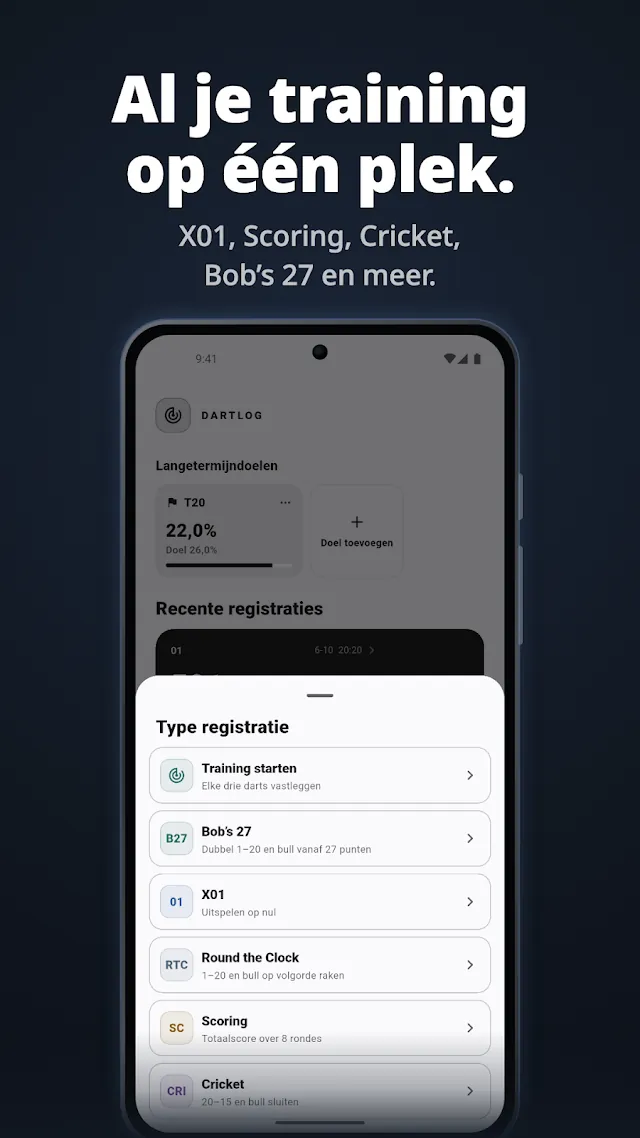 Al je training
op één plek.
X01, Scoring, Cricket,
Bob’s 27 en meer.
9:41
DARTLOG
Langetermijndoelen
T20
22,0%
Doel 26,0%
Doel toevoegen
Recente registraties
01
6-10 20:20
Type registratie
Training starten
Elke drie darts vastleggen
B27
Bob’s 27
Dubbel 1–20 en bull vanaf 27 punten
01
X01
Uitspelen op nul
RTC
Round the Clock
1–20 en bull op volgorde raken
SC
Scoring
Totaalscore over 8 rondes
CRI
Cricket
20–15 en bull sluiten